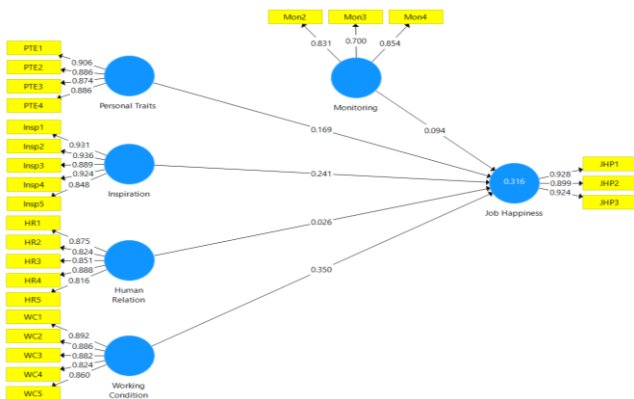 Mon2 Mon3 Mon4
0.831 0.700 0.854
Monitoring
PTE1
PTE2
PTE3
PTE4
0.906
0.886
0.874
0.886
Personal Traits
Insp1
Insp2
Insp3
Insp4
Insp5
0.931
0.936
0.889
0.924
0.848
Inspiration
HR1
HR2
HR3
HR4
HR5
0.875
0.824
0.851
0.888
0.816
Human
Relation
WC1
WC2
WC3
WC4
WC5
0.892
0.886
0.882
0.824
0.860
Working
Condition
0.169
0.094
0.241
0.026
0.350
0.316
Job Happiness
0.928
0.899
0.924
JHP1
JHP2
JHP3